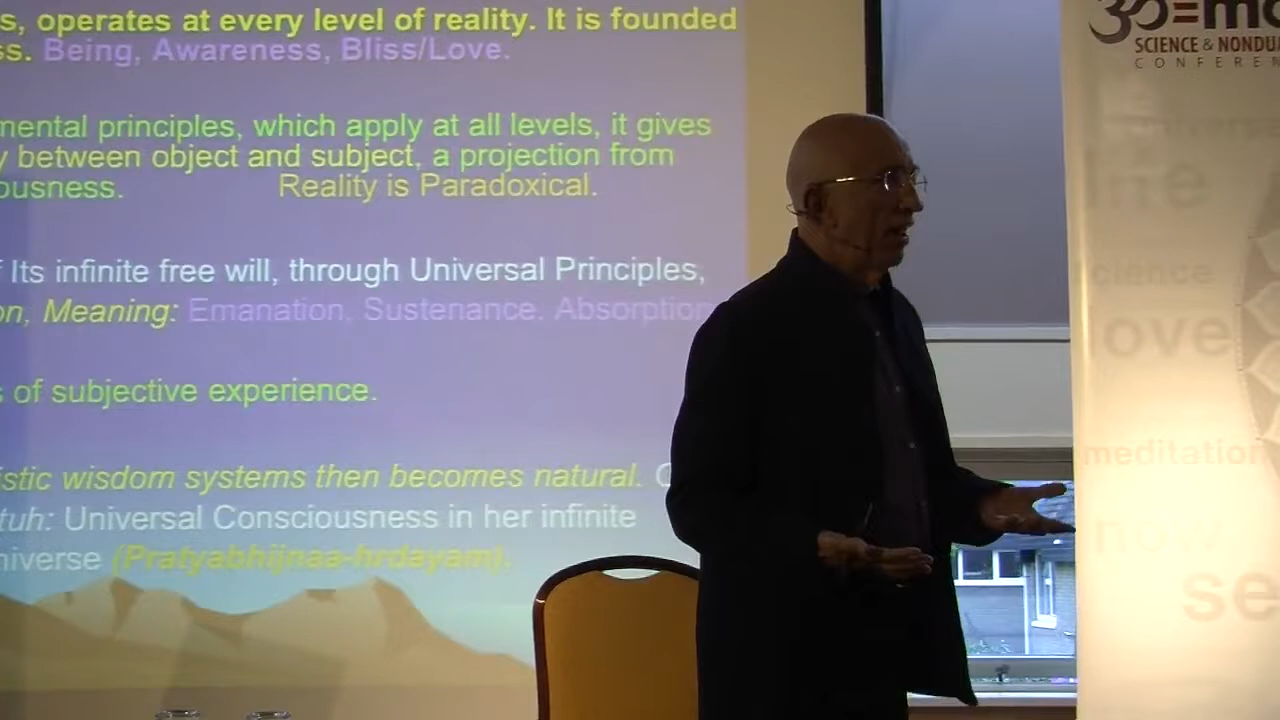 s, operates at every level of reality. It is founded
ss. Being, Awareness, Bliss/Love.
mental principles, which apply at all levels, it gives
y between object and subject, a projection from
ousness. Reality is Paradoxical.
f Its infinite free will, through Universal Principles,
on, Meaning: Emanation, Sustenance, Absorption
s of subjective experience.
istic wisdom systems then becomes natural.
tuh: Universal Consciousness in her infinite
niverse (Pratyabhijnaa-hrdayam).
SCIENCE & NONDUA
CONFEREN
love
meditation
now
se